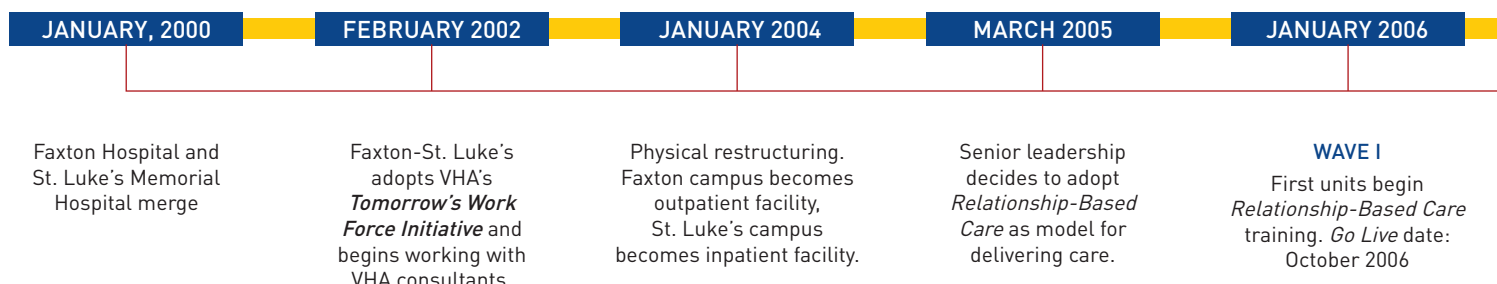 JANUARY, 2000
Faxton Hospital and
St. Luke’s Memorial
Hospital merge
FEBRUARY 2002
Faxton-St. Luke’s
adopts VHA’s
Tomorrow’s Work
Force Initiative and
begins working with
VHA consultants
JANUARY 2004
Physical restructuring.
Faxton campus becomes
outpatient facility,
St. Luke’s campus
becomes inpatient facility.
MARCH 2005
Senior leadership
decides to adopt
Relationship-Based
Care as model for
delivering care.
JANUARY 2006
WAVE I
First units begin
Relationship-Based Care
training. Go Live date:
October 2006